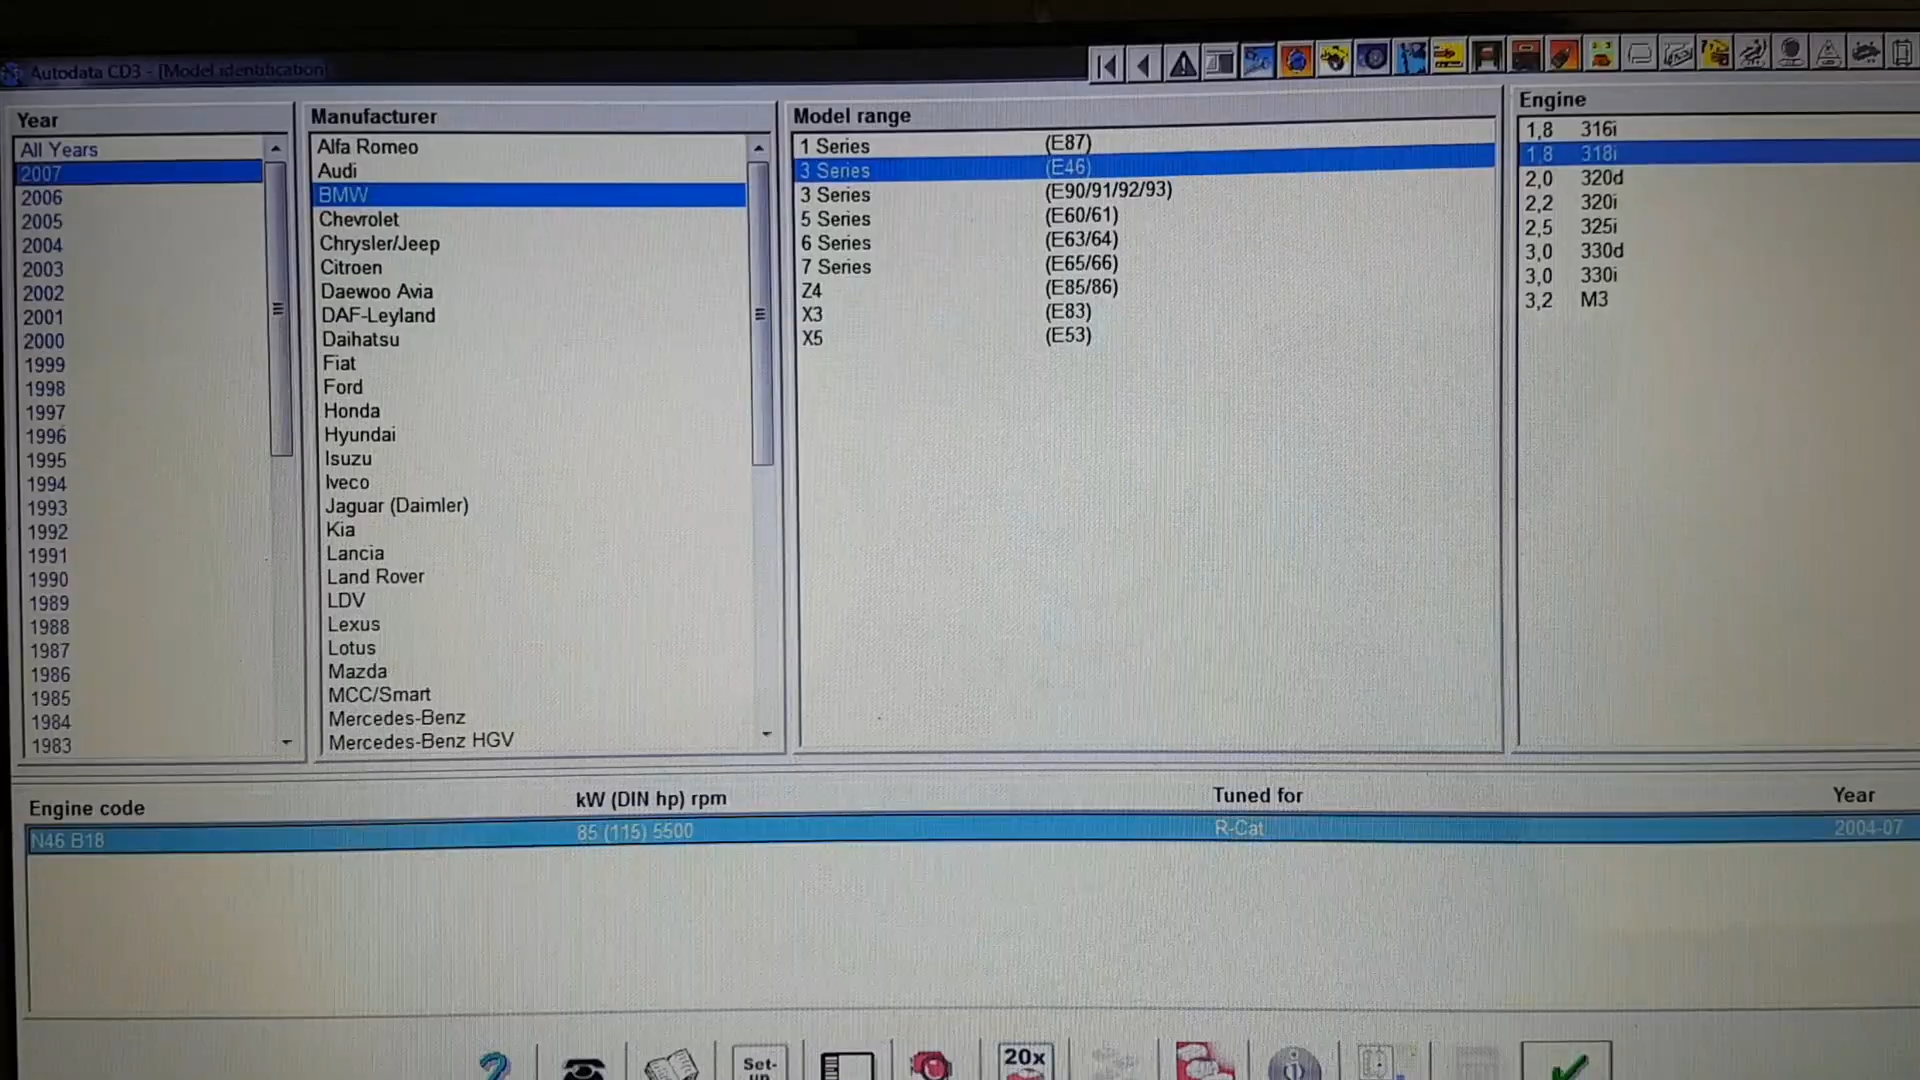 Autodata CD3 - [Model identification]
Year
All Years
2007
2006
2005
2004
2003
2002
2001
2000
1999
1998
1997
1996
1995
1994
1993
1992
1991
1990
1989
1988
1987
1986
1985
1984
1983
Manufacturer
Alfa Romeo
Audi
BMW
Chevrolet
Chrysler/Jeep
Citroen
Daewoo Avia
DAF-Leyland
Daihatsu
Fiat
Ford
Honda
Hyundai
Isuzu
Iveco
Jaguar (Daimler)
Kia
Lancia
Land Rover
LDV
Lexus
Lotus
Mazda
MCC/Smart
Mercedes-Benz
Mercedes-Benz HGV
Model range
1 Series (E87)
3 Series (E46)
3 Series (E90/91/92/93)
5 Series (E60/61)
6 Series (E63/64)
7 Series (E65/66)
Z4 (E85/86)
X3 (E83)
X5 (E53)
Engine
1,8 316i
1,8 318i
2,0 320d
2,2 320i
2,5 325i
3,0 330d
3,0 330i
3,2 M3
Engine code kW (DIN hp) rpm Tuned for Year
N46 B18 85 (115) 5500 R-Cat 2004-07
Set-
up
20x